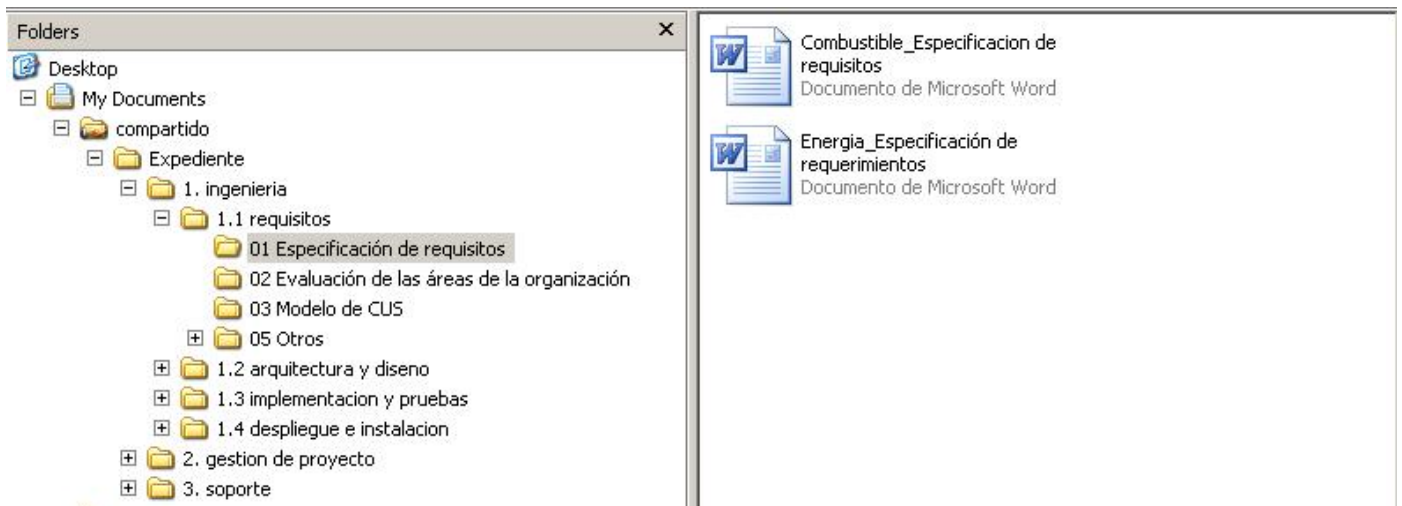 Folders
Desktop
My Documents
compartido
Expediente
1. ingenieria
1.1 requisitos
01 Especificación de requisitos
02 Evaluación de las áreas de la organización
03 Modelo de CUS
05 Otros
1.2 arquitectura y diseno
1.3 implementacion y pruebas
1.4 despliegue e instalacion
2. gestion de proyecto
3. soporte
Combustible_Especificacion de
requisitos
Documento de Microsoft Word
Energia_Especificación de
requerimientos
Documento de Microsoft Word